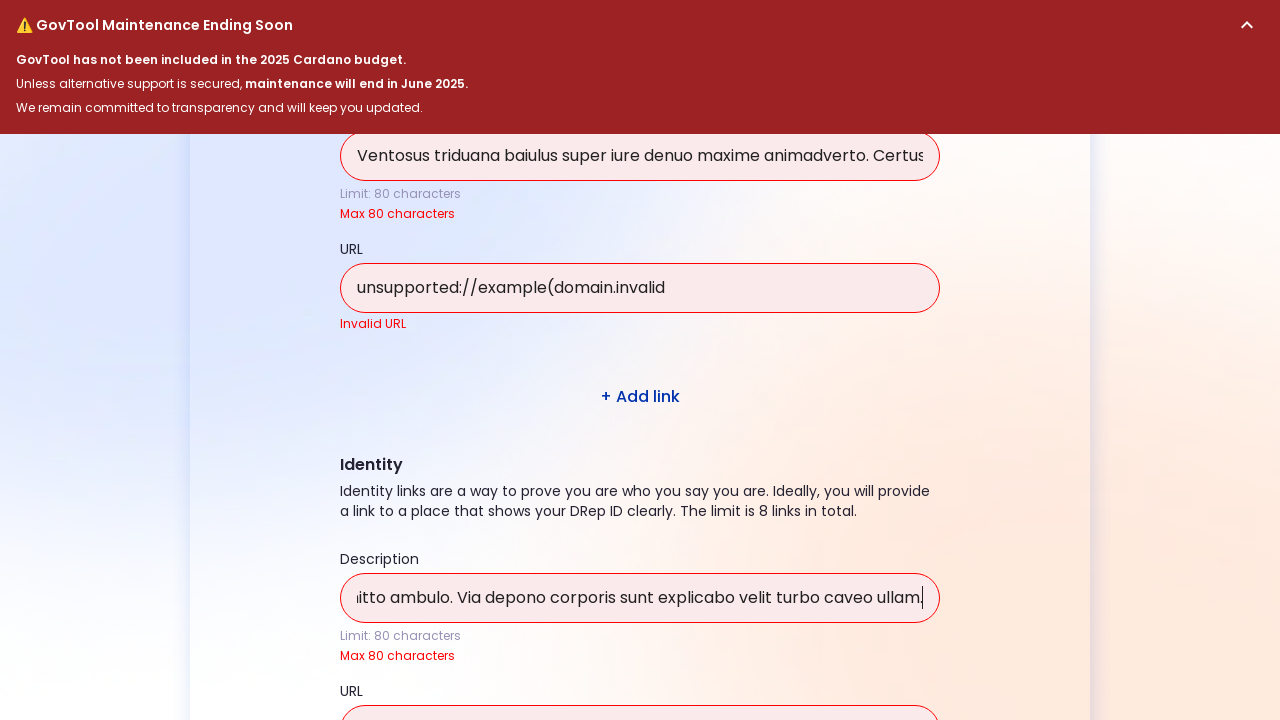 ⚠️ GovTool Maintenance Ending Soon
GovTool has not been included in the 2025 Cardano budget.
Unless alternative support is secured, maintenance will end in June 2025.
We remain committed to transparency and will keep you updated.
Ventosus triduana baiulus super iure denuo maxime animadverto. Certus
Limit: 80 characters
Max 80 characters
URL
unsupported://example(domain.invalid
Invalid URL
+ Add link
Identity
Identity links are a way to prove you are who you say you are. Ideally, you will provide
a link to a place that shows your DRep ID clearly. The limit is 8 links in total.
Description
ambulo. Via depono corporis sunt explicabo velit turbo caveo ullam.
Limit: 80 characters
Max 80 characters
URL